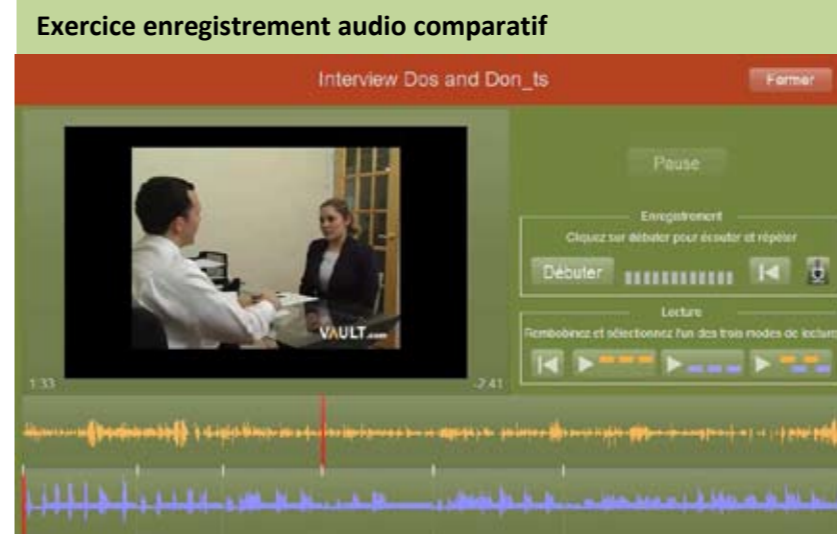 Exercice enregistrement audio comparatif
Interview Dos and Don_ts
Fermer
Pause
Enregistrement
Cliquez sur débuter pour écouter et répéter
Débuter
Lecture
Rembobinez et sélectionnez l'un des trois modes de lecture
VAULT.com
1:33
-2:41